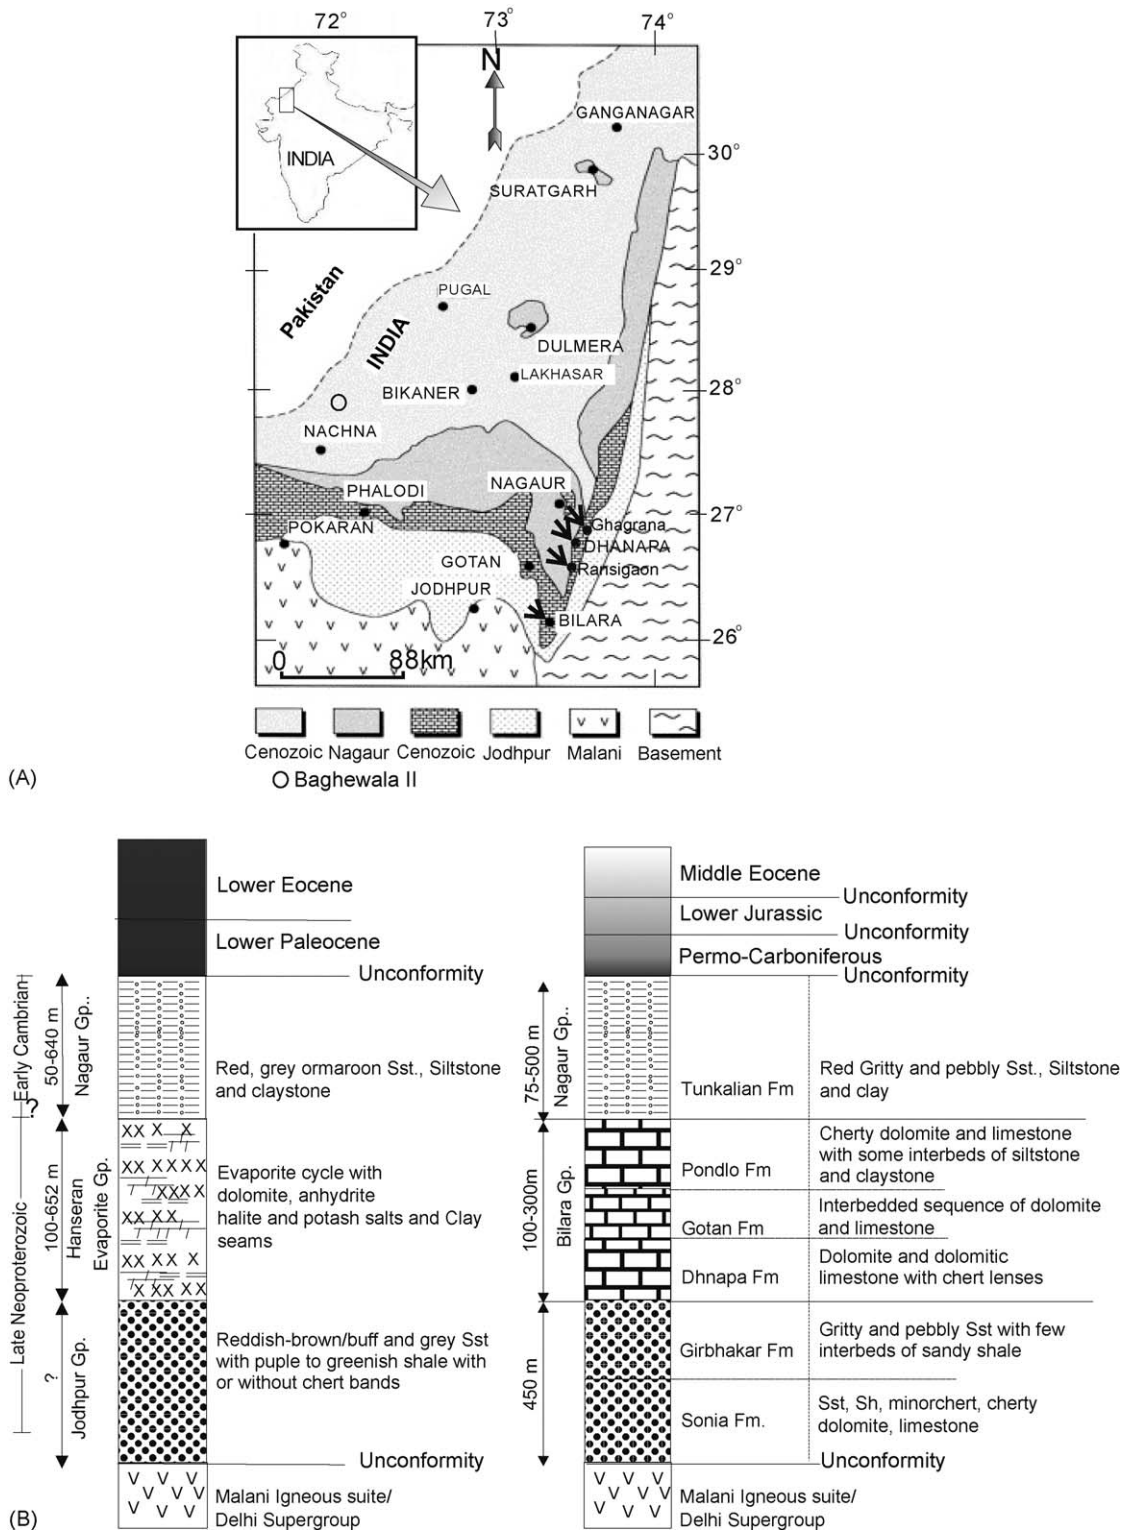 72° 73° 74°
N
GANGANAGAR
30°
SURATGARH
INDIA
29°
Pakistan
PUGAL
INDIA
DULMERA
LAKHASAR
BIKANER
28°
NACHNA
PHALODI
NAGAUR
27°
Ghagrana
POKARAN
DHANAPA
GOTAN
Ransigaon
JODHPUR
BILARA
26°
0 88km
Cenozoic Nagaur Cenozoic Jodhpur Malani Basement
Baghewala II
(A)
Lower Eocene
Lower Paleocene
Unconformity
Early Cambrian
50-640 m
Nagaur Gp..
Red, grey ormaroon Sst., Siltstone
and claystone
?
Late Neoproterozoic
100-652 m
Hanseran
Evaporite Gp.
Evaporite cycle with
dolomite, anhydrite
halite and potash salts and Clay
seams
?
Jodhpur Gp.
Reddish-brown/buff and grey Sst
with puple to greenish shale with
or without chert bands
Unconformity
Malani Igneous suite/
Delhi Supergroup
Middle Eocene
Unconformity
Lower Jurassic
Unconformity
Permo-Carboniferous
Unconformity
75-500 m
Nagaur Gp..
Tunkalian Fm
Red Gritty and pebbly Sst., Siltstone
and clay
100-300m
Bilara Gp.
Pondlo Fm
Cherty dolomite and limestone
with some interbeds of siltstone
and claystone
Gotan Fm
Interbedded sequence of dolomite
and limestone
Dhnapa Fm
Dolomite and dolomitic
limestone with chert lenses
450 m
Girbhakar Fm
Gritty and pebbly Sst with few
interbeds of sandy shale
Sonia Fm.
Sst, Sh, minorchert, cherty
dolomite, limestone
Unconformity
Malani Igneous suite/
Delhi Supergroup
(B)